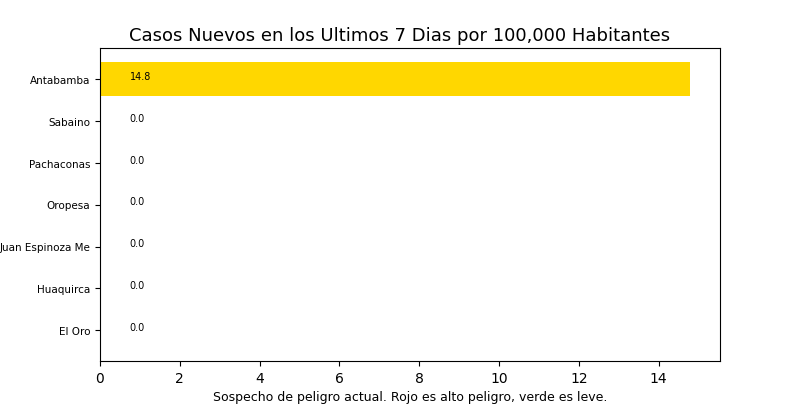 Casos Nuevos en los Ultimos 7 Dias por 100,000 Habitantes
Antabamba 14.8
Sabaino 0.0
Pachaconas 0.0
Oropesa 0.0
Juan Espinoza Me 0.0
Huaquirca 0.0
El Oro 0.0
0 2 4 6 8 10 12 14
Sospecho de peligro actual. Rojo es alto peligro, verde es leve.